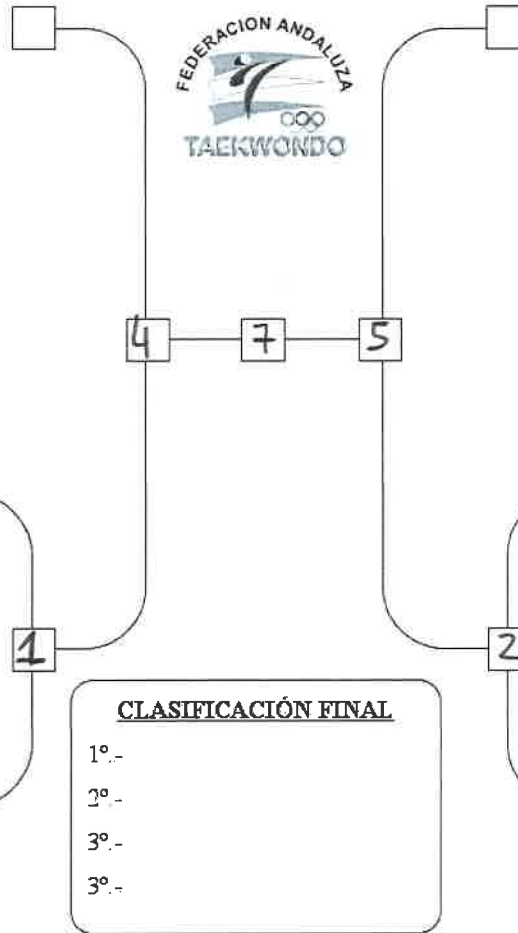 FEDERACION ANDALUZA
TAEKWONDO
4 7 5
1 2
CLASIFICACIÓN FINAL
1º.-
2º.-
3º.-
3º.-